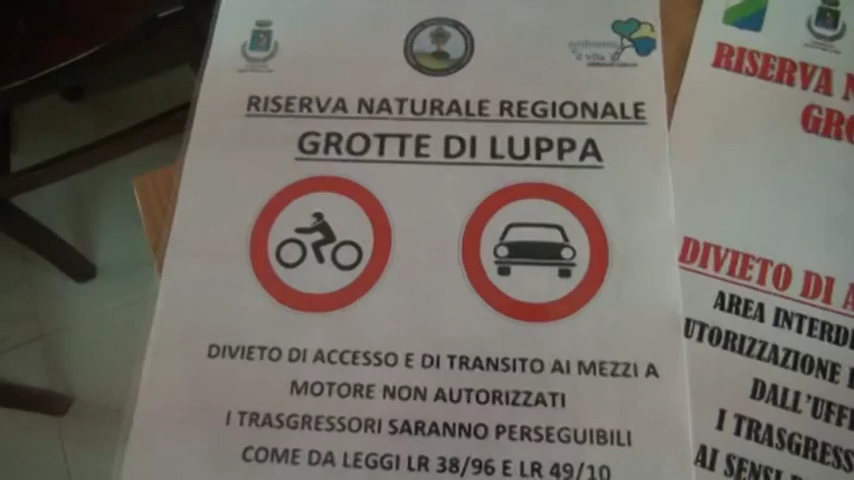 RISERVA NATURALE REGIONALE
GROTTE DI LUPPA
DIVIETO DI ACCESSO E DI TRANSITO AI MEZZI A
MOTORE NON AUTORIZZATI
I TRASGRESSORI SARANNO PERSEGUIBILI
COME DA LEGGI LR 38/96 E LR 49/10
RISERVA N
GRO
DIVIETO DI A
AREA INTERDI
UTORIZZAZIONE
DALL'UFFI
I TRASGRESS
AI SENSI